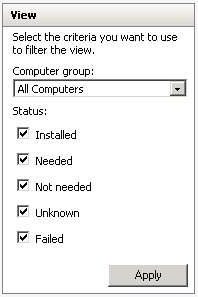 View
Select the criteria you want to use
to filter the view.
Computer group:
All Computers
Status:
Installed
Needed
Not needed
Unknown
Failed
Apply